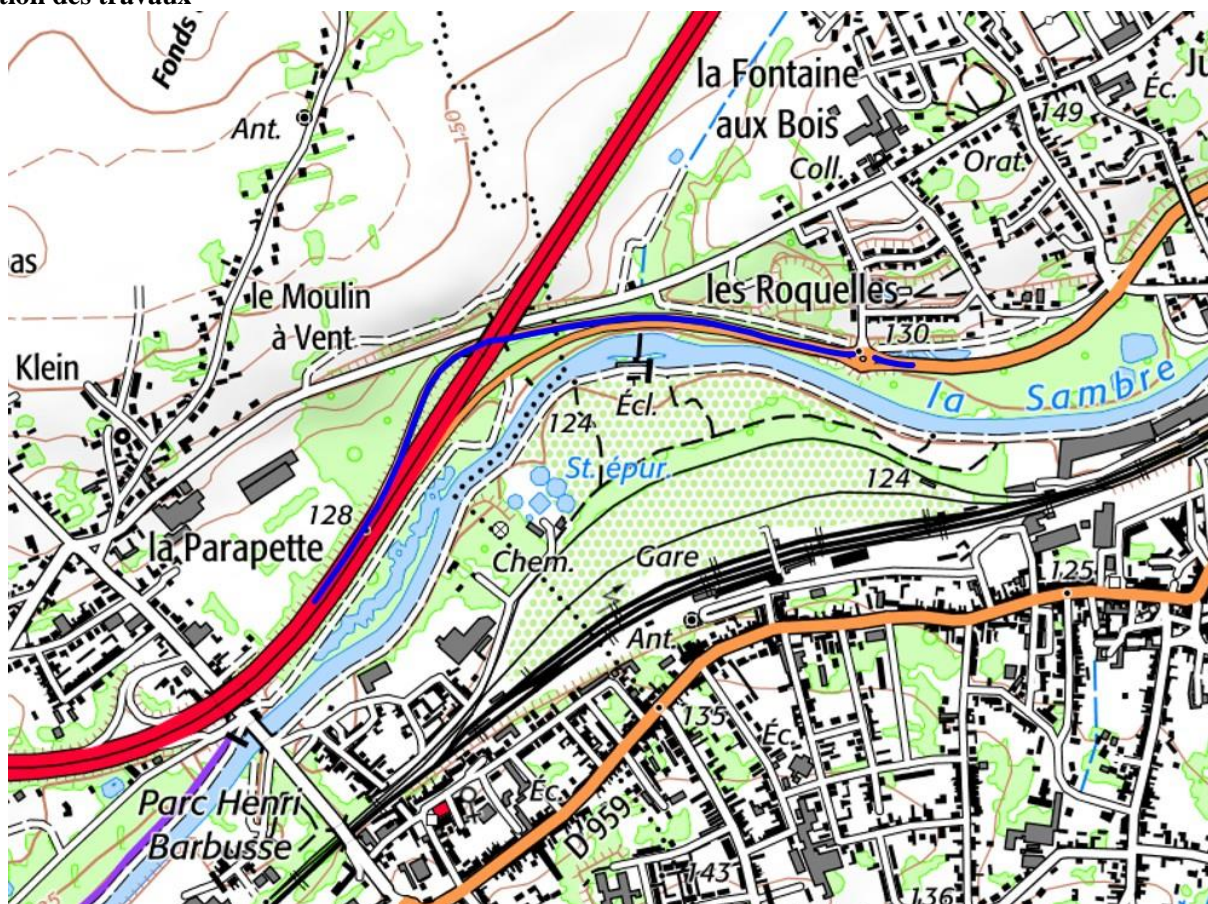 tion des travaux
Fonds
la Fontaine
aux Bois
Coll.
Ju
Éc.
149
Orat.
Ant.
150
as
le Moulin
à Vent
les Roquelles
130
Klein
la Sambre
Écl.
124
St. épur.
124
128
la Parapette
Chem.
Gare
125
Ant.
135
Éc.
Parc Henri
Barbusse
Éc.
D 959
143
136